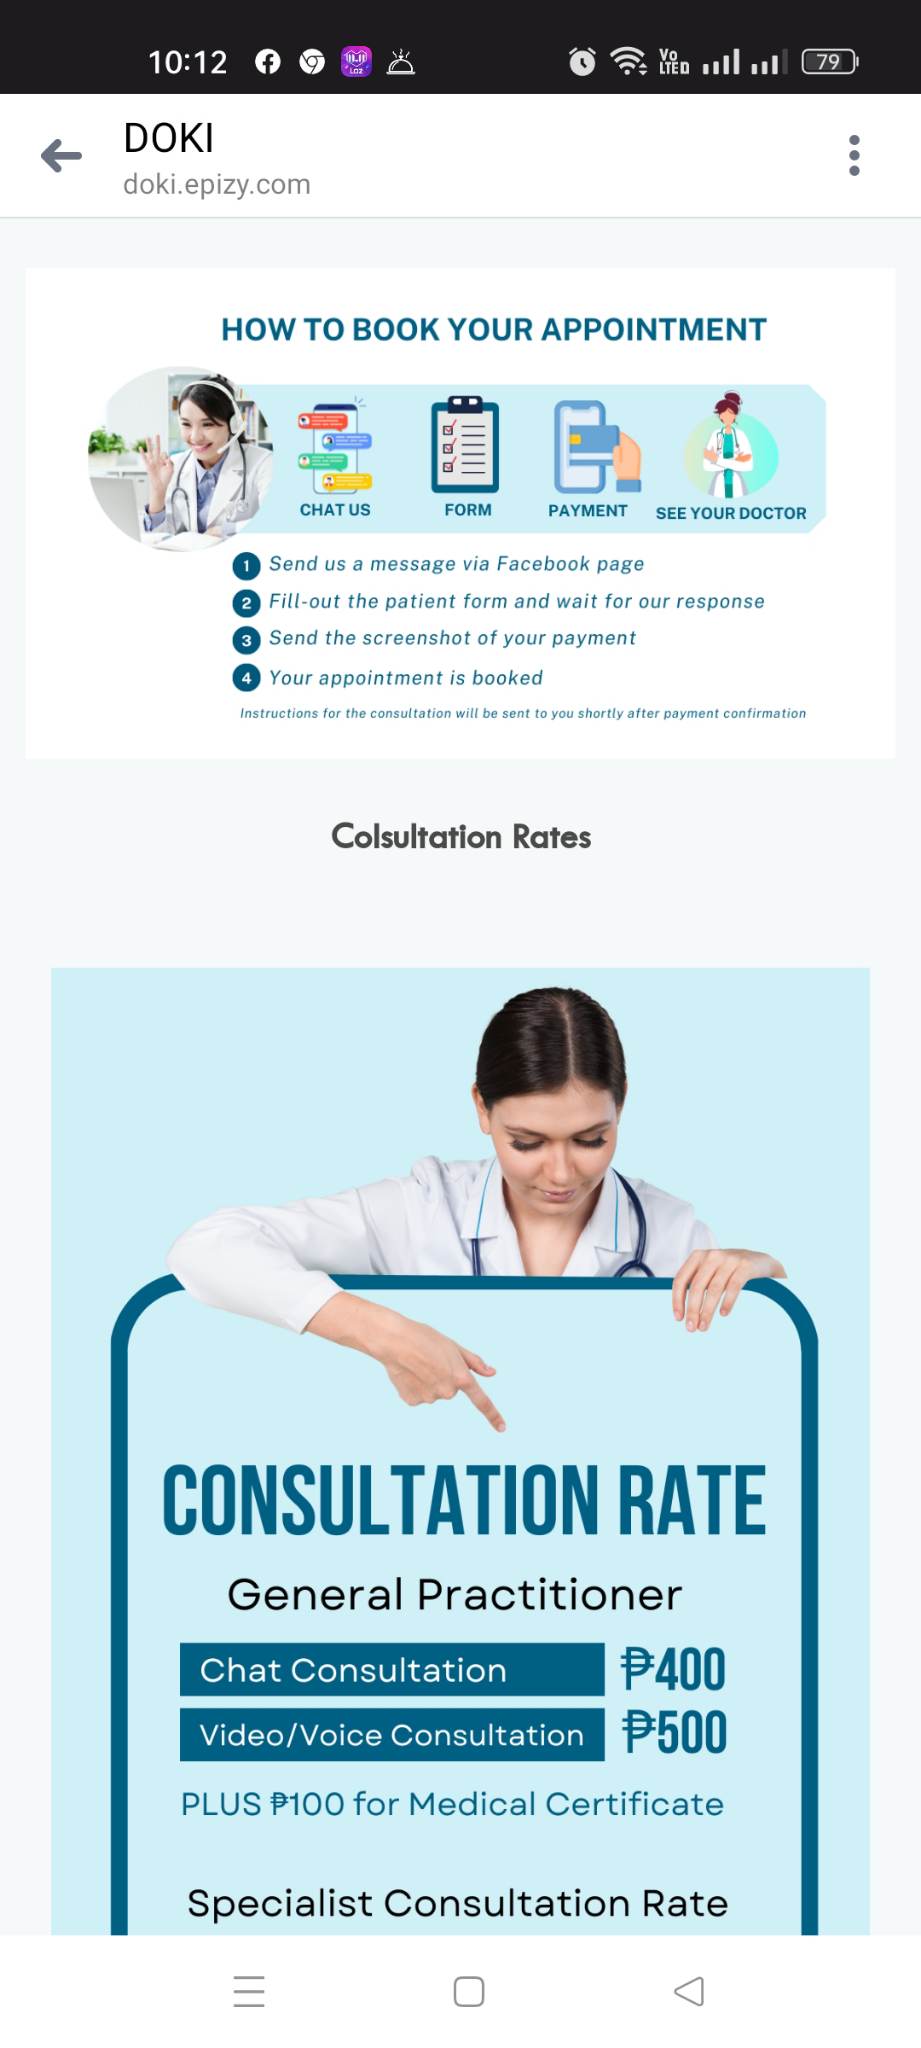 10:12
VO
LTE
79
DOKI
doki.epizy.com
HOW TO BOOK YOUR APPOINTMENT
CHAT US
FORM
PAYMENT
SEE YOUR DOCTOR
1 Send us a message via Facebook page
2 Fill-out the patient form and wait for our response
3 Send the screenshot of your payment
4 Your appointment is booked
Instructions for the consultation will be sent to you shortly after payment confirmation
Colsultation Rates
CONSULTATION RATE
General Practitioner
Chat Consultation ₱400
Video/Voice Consultation ₱500
PLUS ₱100 for Medical Certificate
Specialist Consultation Rate